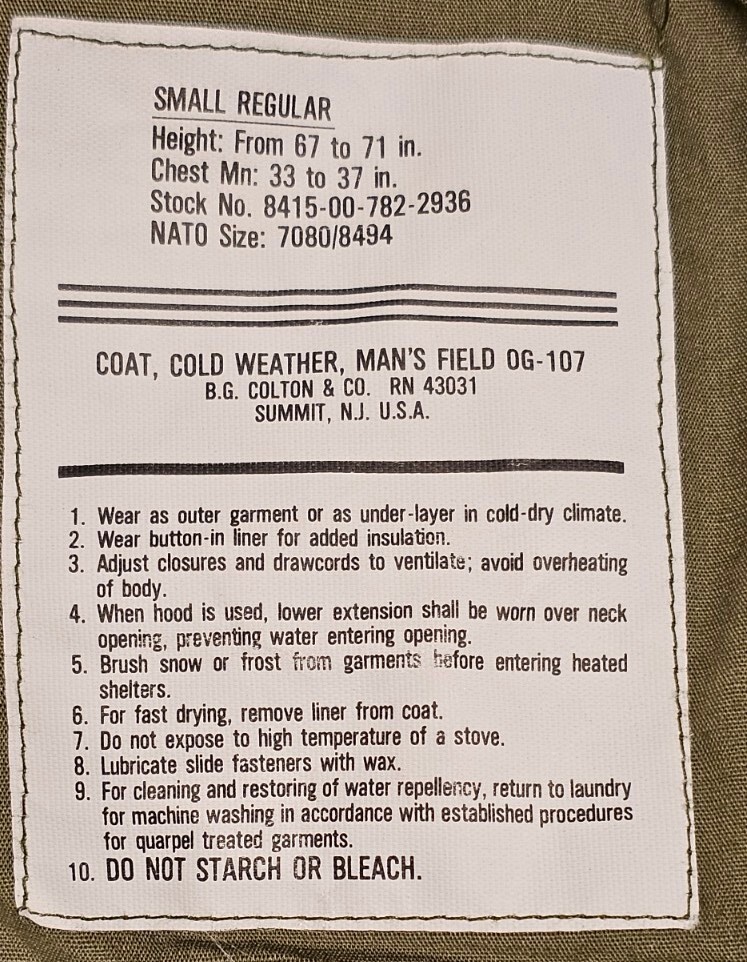 SMALL REGULAR
Height: From 67 to 71 in.
Chest Mn: 33 to 37 in.
Stock No. 8415-00-782-2936
NATO Size: 7080/8494
COAT, COLD WEATHER, MAN'S FIELD OG-107
B.G. COLTON & CO. RN 43031
SUMMIT, N.J. U.S.A.
1. Wear as outer garment or as under-layer in cold-dry climate.
2. Wear button-in liner for added insulation.
3. Adjust closures and drawcords to ventilate; avoid overheating
of body.
4. When hood is used, lower extension shall be worn over neck
opening, preventing water entering opening.
5. Brush snow or frost from garments before entering heated
shelters.
6. For fast drying, remove liner from coat.
7. Do not expose to high temperature of a stove.
8. Lubricate slide fasteners with wax.
9. For cleaning and restoring of water repellency, return to laundry
for machine washing in accordance with established procedures
for quarpel treated garments.
10. DO NOT STARCH OR BLEACH.